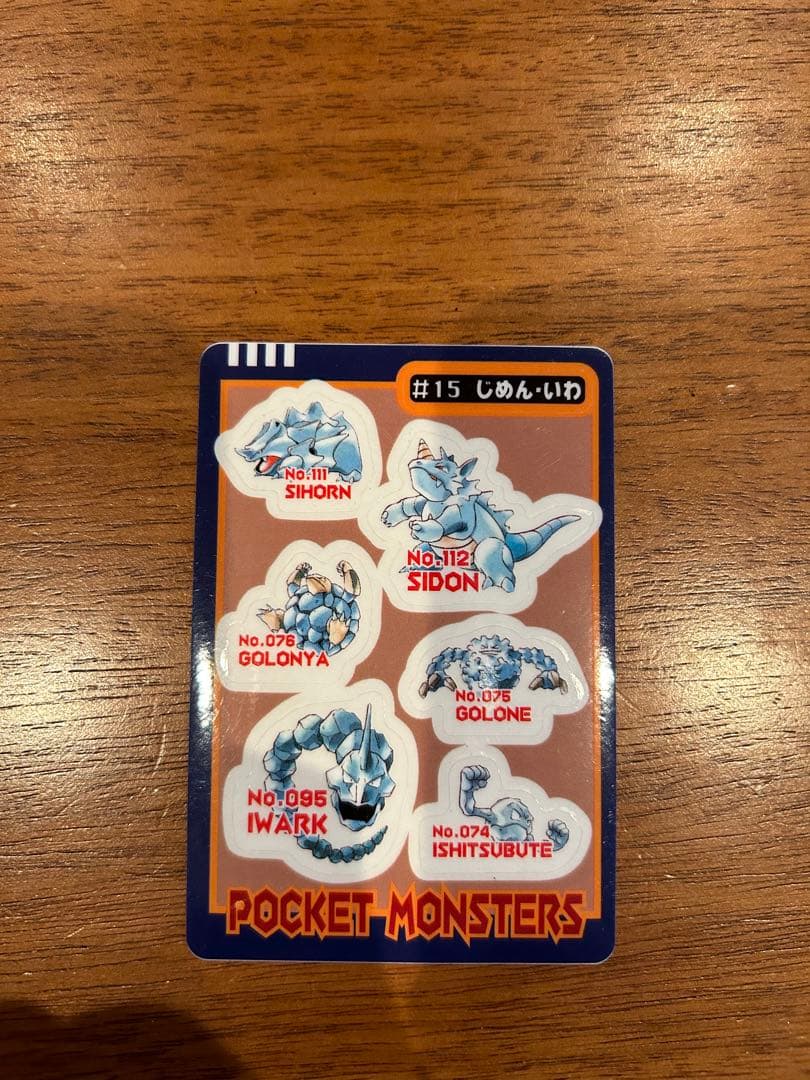 #15 じめん・いわ
No.111
SIHORN
No.112
SIDON
No.076
GOLONYA
No.075
GOLONE
No.095
IWARK
No.074
ISHITSUBUTE
POCKET MONSTERS